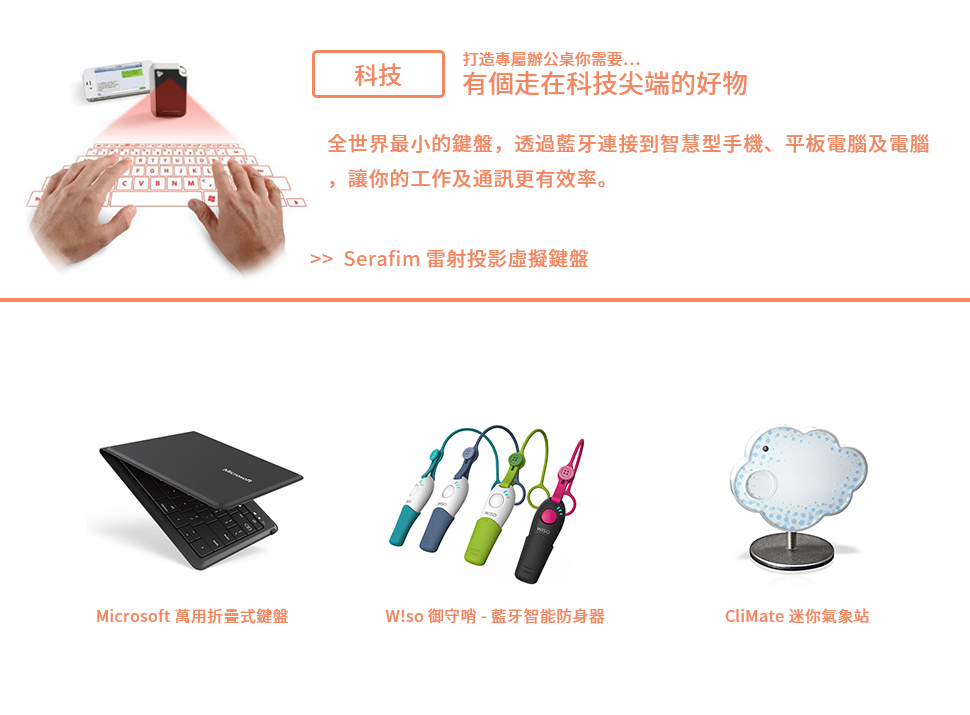 科技
打造專屬辦公桌你需要...
有個走在科技尖端的好物
全世界最小的鍵盤，透過藍牙連接到智慧型手機、平板電腦及電腦
，讓你的工作及通訊更有效率。
>> Serafim 雷射投影虛擬鍵盤
Microsoft
WISO
WISO
Microsoft 萬用折疊式鍵盤
W!so 御守哨 - 藍牙智能防身器
CliMate 迷你氣象站